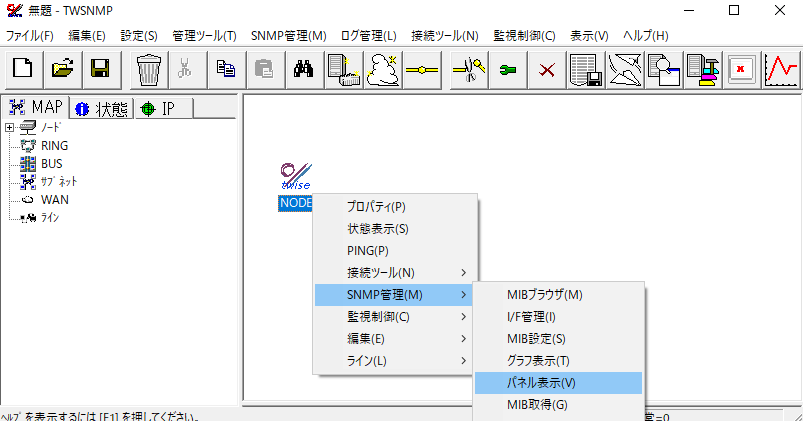 無題 - TWSNMP
ファイル(F) 編集(E) 設定(S) 管理ツール(T) SNMP管理(M) ログ管理(L) 接続ツール(N) 監視制御(C) 表示(V) ヘルプ(H)
MAP 状態 IP
ﾉｰﾄﾞ
RING
BUS
ｻﾌﾞﾈｯﾄ
WAN
ﾗｲﾝ
twise
NODE
プロパティ(P)
状態表示(S)
PING(P)
接続ツール(N)
SNMP管理(M)
監視制御(C)
編集(E)
ライン(L)
MIBブラウザ(M)
I/F管理(I)
MIB設定(S)
グラフ表示(T)
パネル表示(V)
MIB取得(G)
ﾍﾙﾌﾟを表示するには [F1] を押してください。
常=0